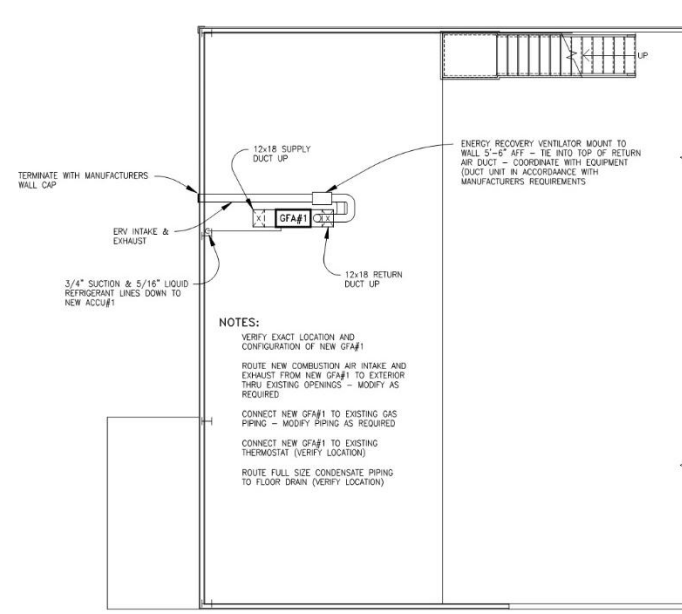 UP
12x18 SUPPLY
DUCT UP
ENERGY RECOVERY VENTILATOR MOUNT TO
WALL 5'-6" AFF – TIE INTO TOP OF RETURN
AIR DUCT – COORDINATE WITH EQUIPMENT
(DUCT UNIT IN ACCORDAANCE WITH
MANUFACTURERS REQUIREMENTS
TERMINATE WITH MANUFACTURERS
WALL CAP
X
GFA#1
X
ERV INTAKE &
EXHAUST
12x18 RETURN
DUCT UP
3/4" SUCTION & 5/16" LIQUID
REFRIGERANT LINES DOWN TO
NEW ACCU#1
NOTES:
VERIFY EXACT LOCATION AND
CONFIGURATION OF NEW GFA#1
ROUTE NEW COMBUSTION AIR INTAKE AND
EXHAUST FROM NEW GFA#1 TO EXTERIOR
THRU EXISTING OPENINGS – MODIFY AS
REQUIRED
CONNECT NEW GFA#1 TO EXISTING GAS
PIPING – MODIFY PIPING AS REQUIRED
CONNECT NEW GFA#1 TO EXISTING
THERMOSTAT (VERIFY LOCATION)
ROUTE FULL SIZE CONDENSATE PIPING
TO FLOOR DRAIN (VERIFY LOCATION)